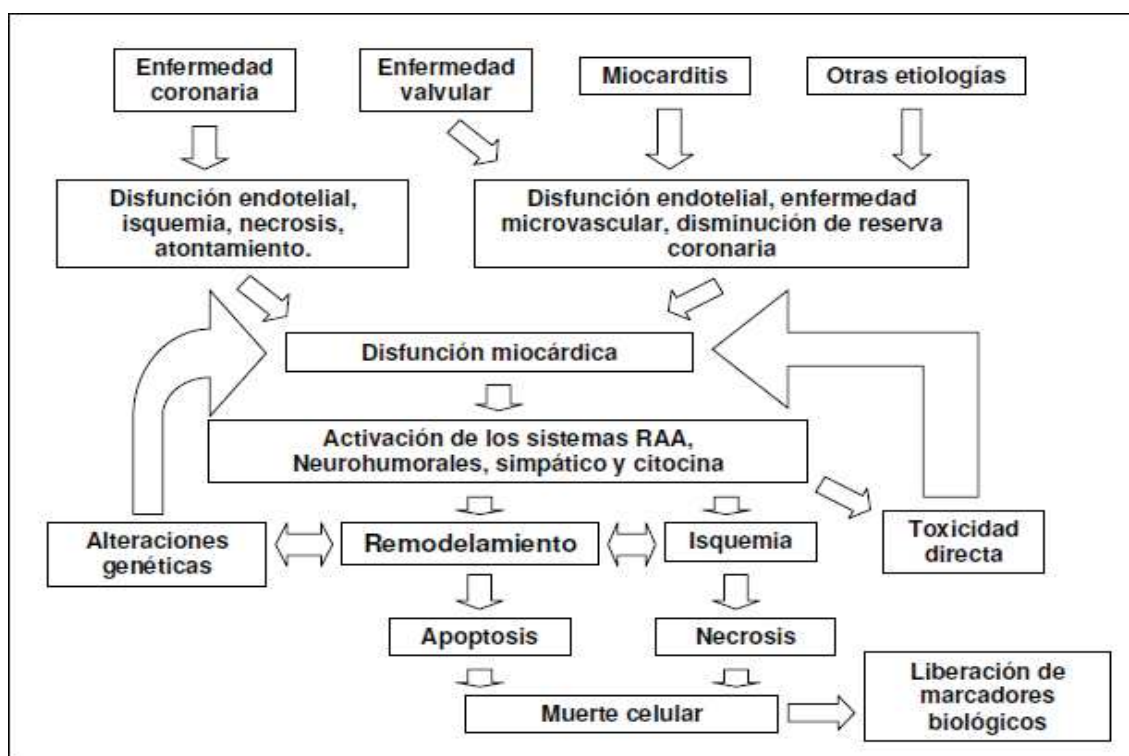 Enfermedad
coronaria
Enfermedad
valvular
Miocarditis
Otras etiologías
Disfunción endotelial,
isquemia, necrosis,
atontamiento.
Disfunción endotelial, enfermedad
microvascular, disminución de reserva
coronaria
Disfunción miocárdica
Activación de los sistemas RAA,
Neurohumorales, simpático y citocina
Alteraciones
genéticas
Remodelamiento
Isquemia
Toxicidad
directa
Apoptosis
Necrosis
Muerte celular
Liberación de
marcadores
biológicos